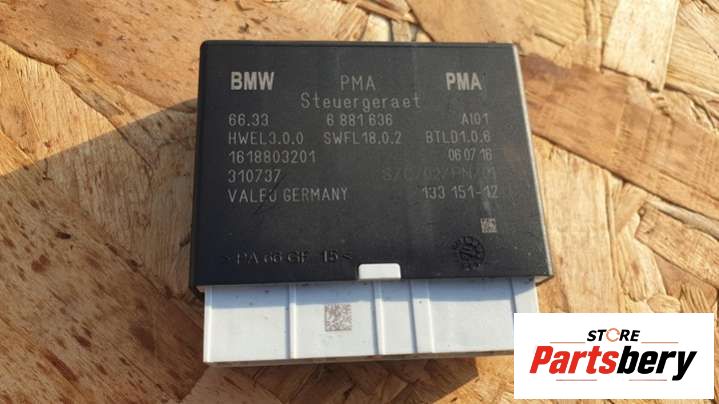 BMW PMA PMA
Steuergeraet
66.33 6 881 636 AI01
HWEL3.0.0 SWFL18.0.2 BTLD1.0.6
1618803201 06.07.16
310737
VALEO GERMANY 133 151-12
>PA 66 GF 15<
STORE
Partsbery